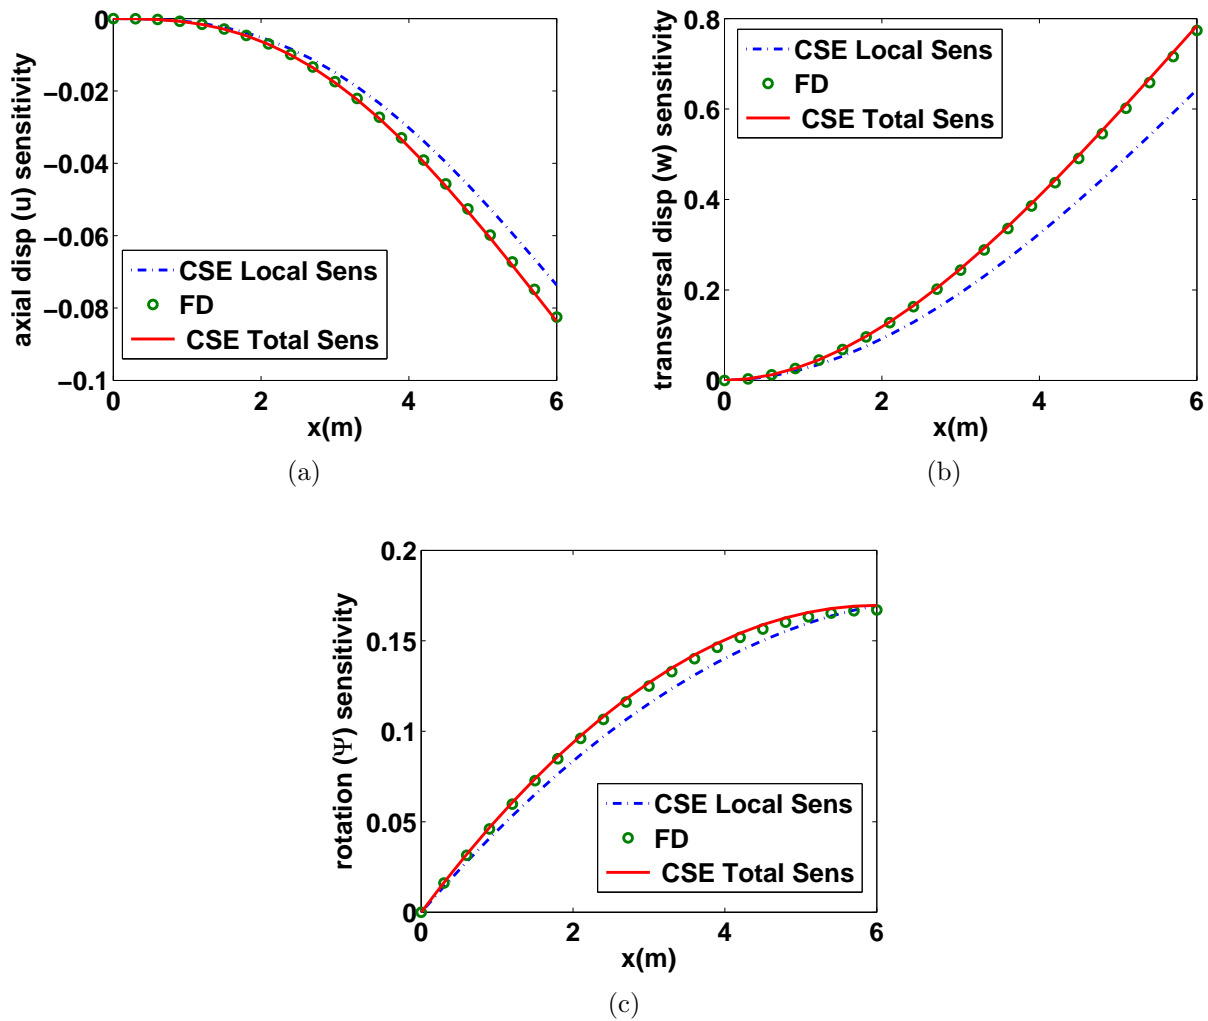 0
−0.02
−0.04
−0.06
−0.08
−0.1
axial disp (u) sensitivity
CSE Local Sens
FD
CSE Total Sens
0 2 4 6
x(m)
(a)
0.8
0.6
0.4
0.2
0
transversal disp (w) sensitivity
CSE Local Sens
FD
CSE Total Sens
0 2 4 6
x(m)
(b)
0.2
0.15
0.1
0.05
0
rotation (Ψ) sensitivity
CSE Local Sens
FD
CSE Total Sens
0 2 4 6
x(m)
(c)